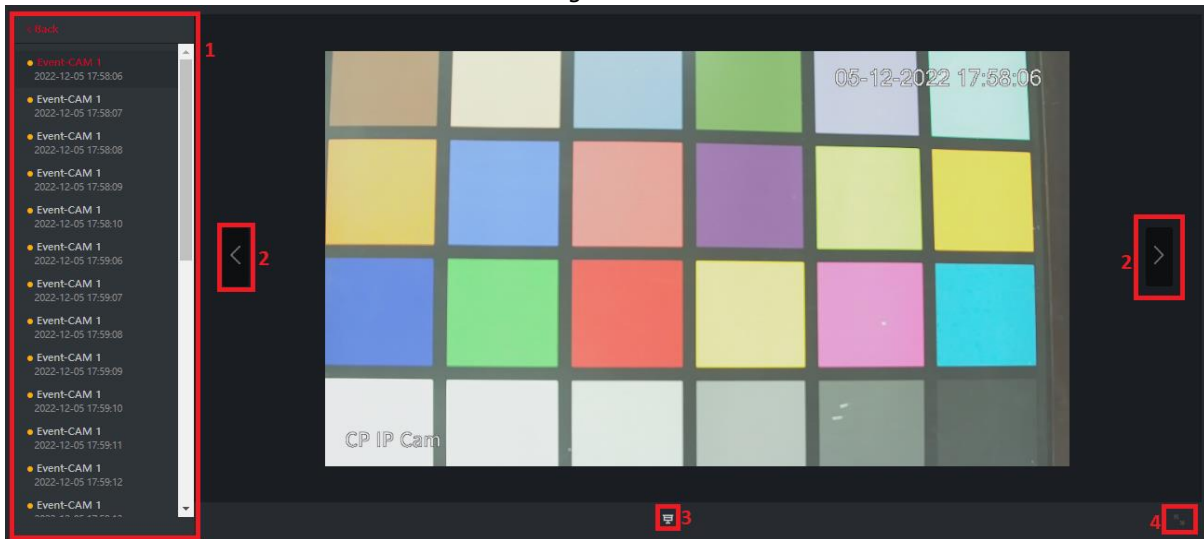 < Back
1
Event-CAM 1
2022-12-05 17:58:06
Event-CAM 1
2022-12-05 17:58:07
Event-CAM 1
2022-12-05 17:58:08
Event-CAM 1
2022-12-05 17:58:09
Event-CAM 1
2022-12-05 17:58:10
Event-CAM 1
2022-12-05 17:59:06
Event-CAM 1
2022-12-05 17:59:07
Event-CAM 1
2022-12-05 17:59:08
Event-CAM 1
2022-12-05 17:59:09
Event-CAM 1
2022-12-05 17:59:10
Event-CAM 1
2022-12-05 17:59:11
Event-CAM 1
2022-12-05 17:59:12
Event-CAM 1
05-12-2022 17:58:06
2
2
CP IP Cam
3
4